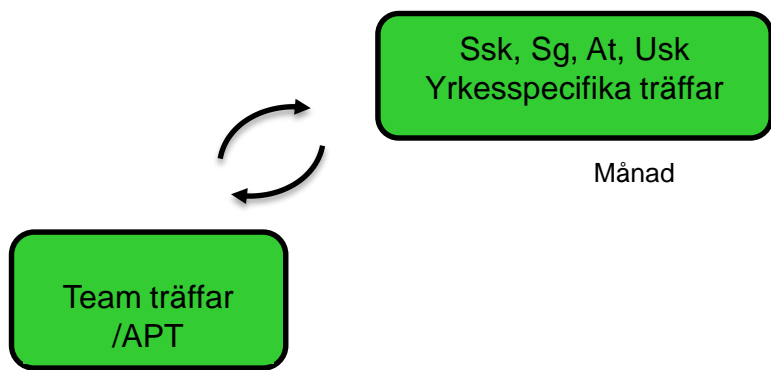 Ssk, Sg, At, Usk
Yrkesspecifika träffar
Månad
Team träffar
/APT